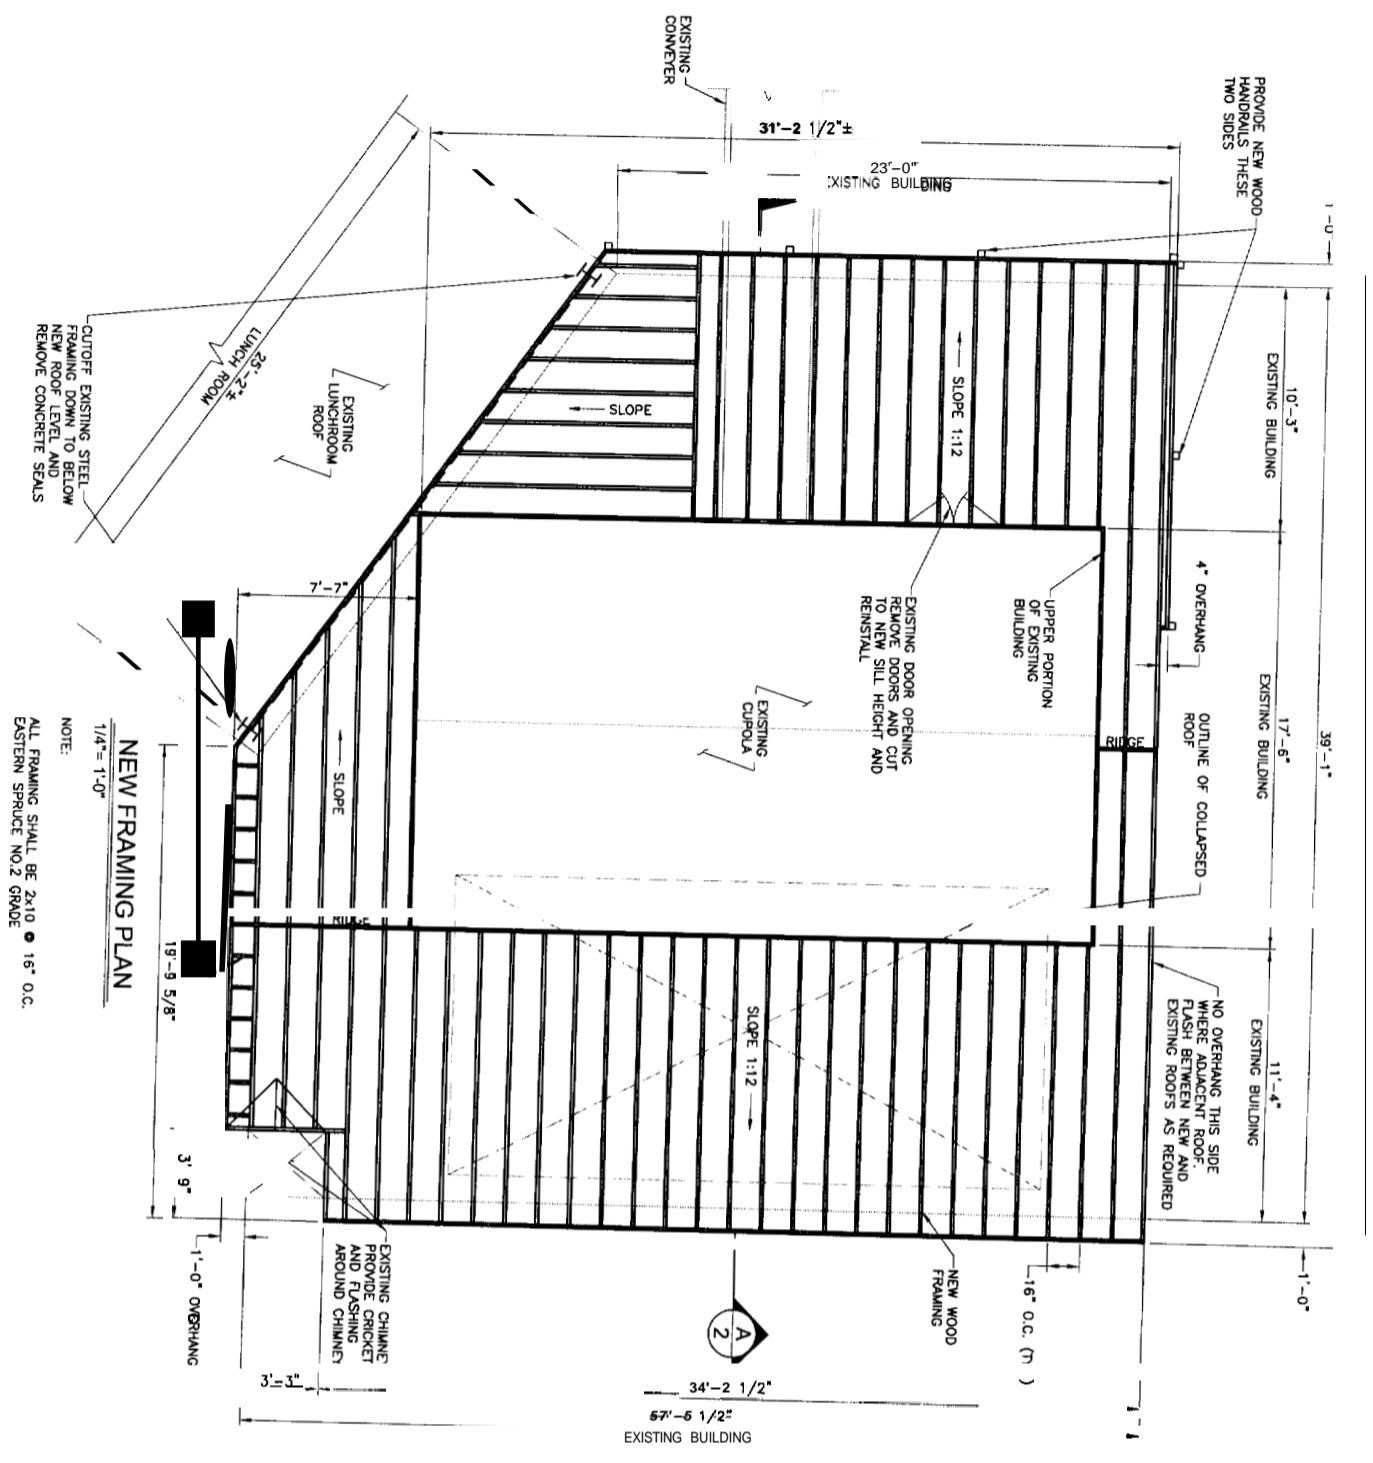 EXISTING
CONVEYER
PROVIDE NEW WOOD
HANDRAILS THESE
TWO SIDES
31'-2 1/2"±
23'-0"
EXISTING BUILDING
1'-0"
10'-3"
EXISTING BUILDING
39'-1"
17'-6"
EXISTING BUILDING
11'-4"
EXISTING BUILDING
1'-0"
25'-2"±
LUNCH ROOM
CUTOFF EXISTING STEEL
FRAMING DOWN TO BELOW
NEW ROOF LEVEL AND
REMOVE CONCRETE SEALS
EXISTING
LUNCHROOM
ROOF
SLOPE
SLOPE 1:12
7'-7"
EXISTING DOOR OPENING
REMOVE DOORS AND CUT
TO NEW SILL HEIGHT AND
REINSTALL
UPPER PORTION
OF EXISTING
BUILDING
4" OVERHANG
EXISTING
CUPOLA
RIDGE
OUTLINE OF COLLAPSED
ROOF
SLOPE
RIDGE
SLOPE 1:12
NO OVERHANG THIS SIDE
WHERE ADJACENT ROOF.
FLASH BETWEEN NEW AND
EXISTING ROOFS AS REQUIRED
NEW FRAMING PLAN
1/4"= 1'-0"
NOTE:
ALL FRAMING SHALL BE 2x10 @ 16" O.C.
EASTERN SPRUCE NO.2 GRADE
19'-9 5/8"
3' 9"
1'-0" OVERHANG
EXISTING CHIMNEY
PROVIDE CRICKET
AND FLASHING
AROUND CHIMNEY
A
2
NEW WOOD
FRAMING
16" O.C.
3'-3"
34'-2 1/2"
57'-5 1/2"
EXISTING BUILDING